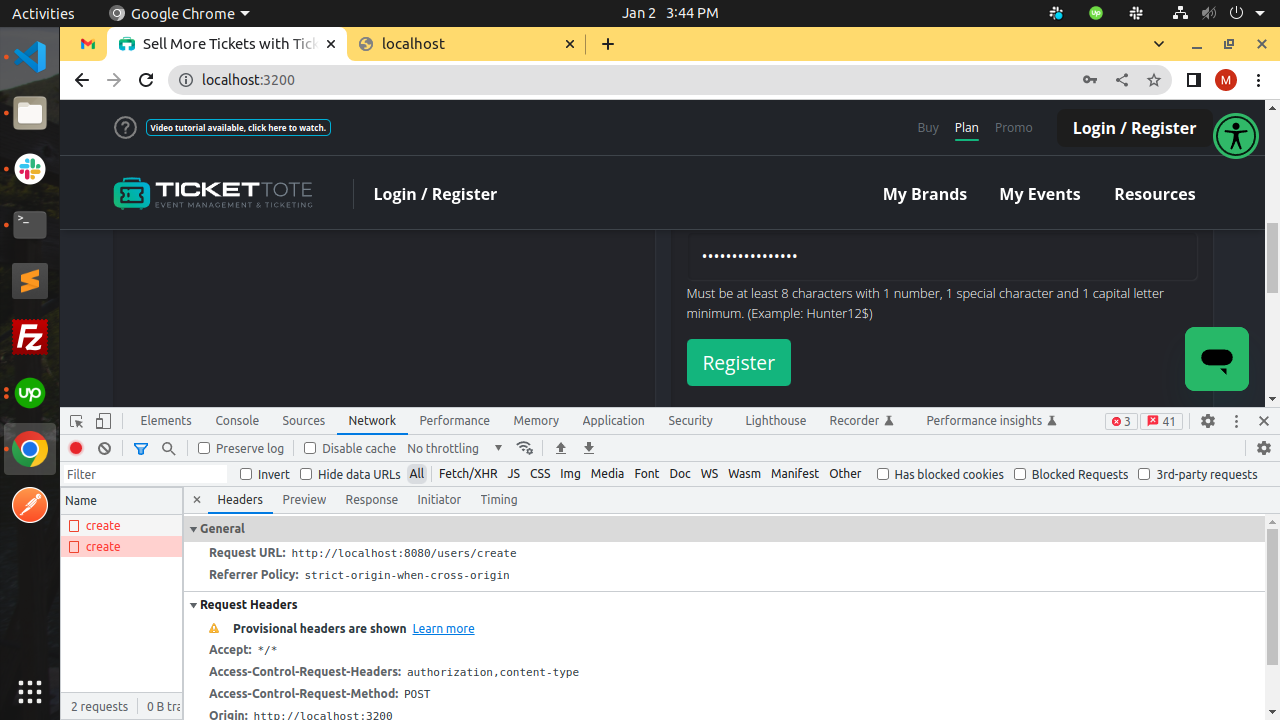 Activities
Google Chrome
Jan 2 3:44 PM
Sell More Tickets with Tick
localhost
localhost:3200
M
Video tutorial available, click here to watch.
Buy
Plan
Promo
Login / Register
TICKETTOTE
EVENT MANAGEMENT & TICKETING
Login / Register
My Brands
My Events
Resources
••••••••••••••••
Must be at least 8 characters with 1 number, 1 special character and 1 capital letter
minimum. (Example: Hunter12$)
Register
Elements
Console
Sources
Network
Performance
Memory
Application
Security
Lighthouse
Recorder
Performance insights
3
41
Preserve log
Disable cache
No throttling
Filter
Invert
Hide data URLs
All
Fetch/XHR
JS
CSS
Img
Media
Font
Doc
WS
Wasm
Manifest
Other
Has blocked cookies
Blocked Requests
3rd-party requests
Name
Headers
Preview
Response
Initiator
Timing
create
create
General
Request URL: http://localhost:8080/users/create
Referrer Policy: strict-origin-when-cross-origin
Request Headers
Provisional headers are shown Learn more
Accept: */*
Access-Control-Request-Headers: authorization,content-type
Access-Control-Request-Method: POST
Origin: http://localhost:3200
2 requests
0 B tra